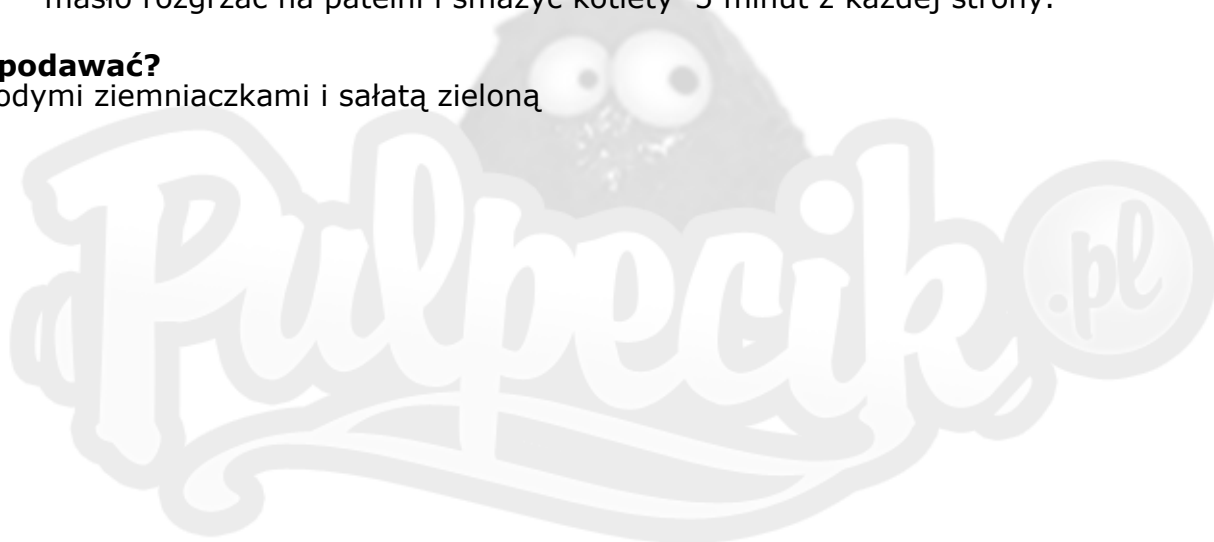 masło rozgrzać na patelni i smażyć kotlety 5 minut z każdej strony.
podawać?
odymi ziemniaczkami i sałatą zieloną
Pulpecik.pl